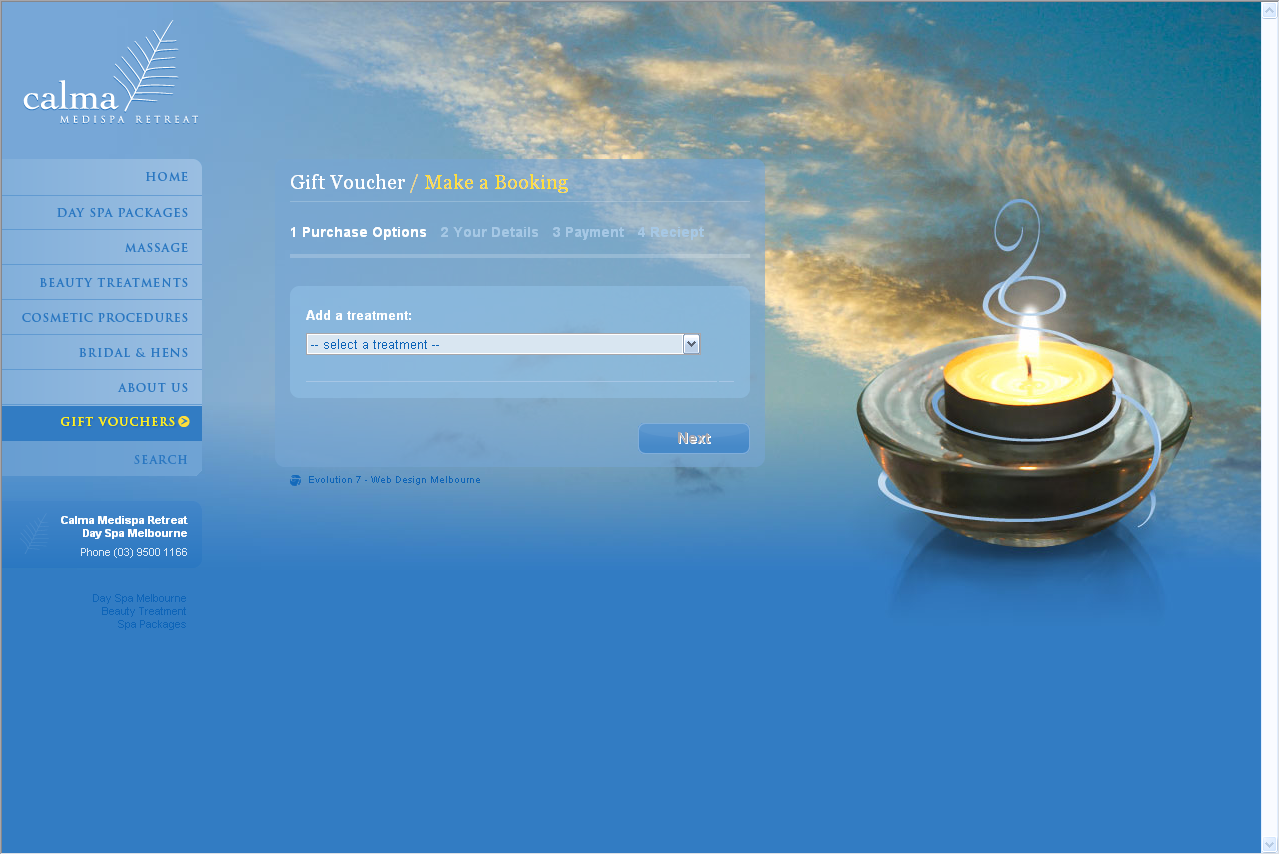 calma
MEDISPA RETREAT
HOME
DAY SPA PACKAGES
MASSAGE
BEAUTY TREATMENTS
COSMETIC PROCEDURES
BRIDAL & HENS
ABOUT US
GIFT VOUCHERS
SEARCH
Calma Medispa Retreat
Day Spa Melbourne
Phone (03) 9500 1166
Day Spa Melbourne
Beauty Treatment
Spa Packages
Gift Voucher / Make a Booking
1 Purchase Options 2 Your Details 3 Payment 4 Reciept
Add a treatment:
-- select a treatment --
Next
Evolution 7 - Web Design Melbourne